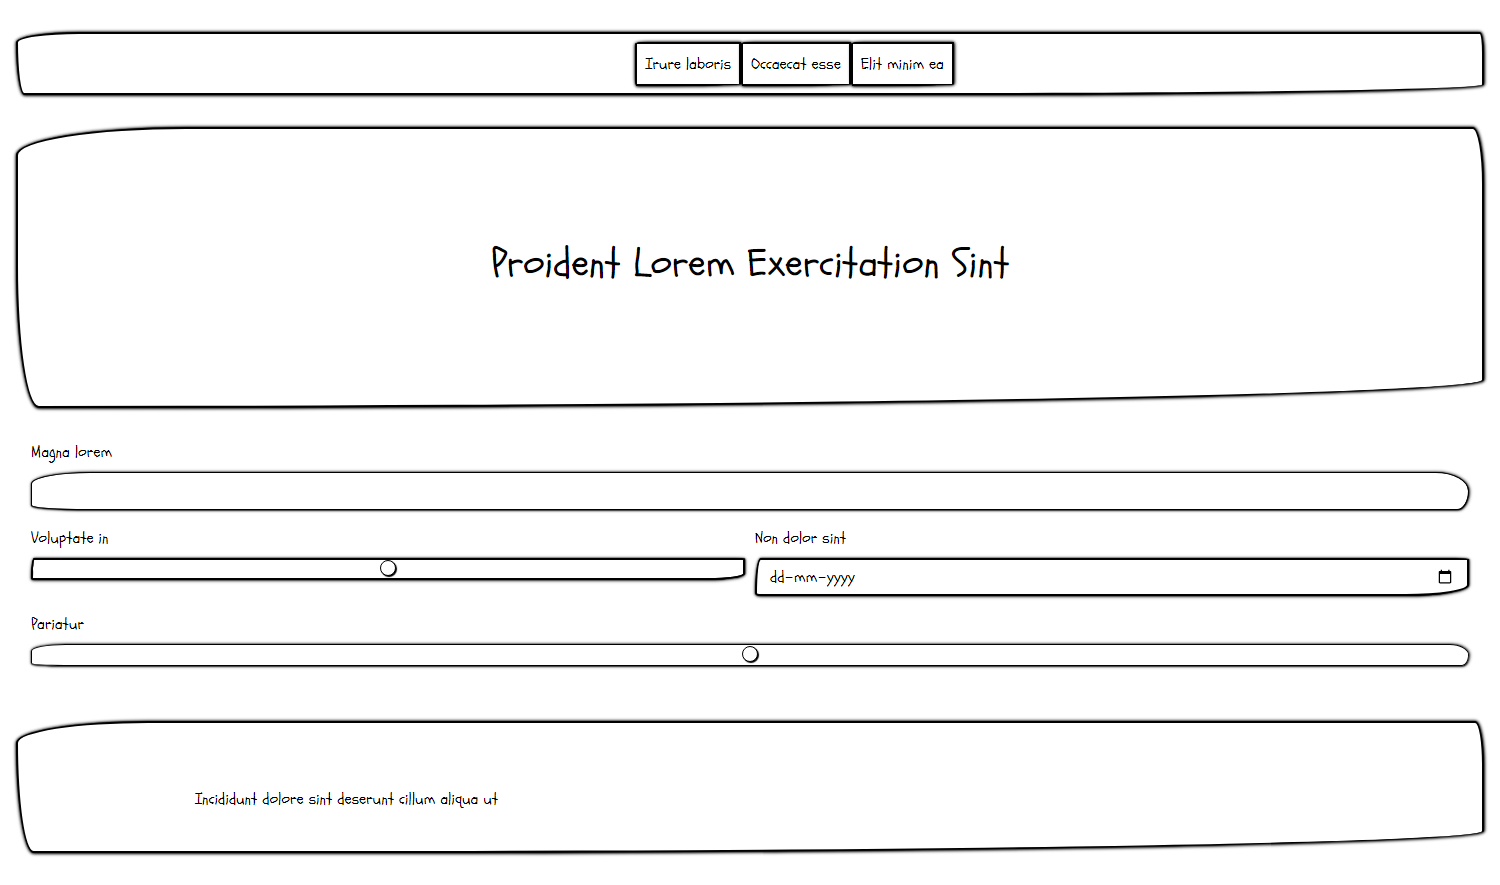 Irure laboris Occaecat esse Elit minim ea
Proident Lorem Exercitation Sint
Magna lorem
Voluptate in
Non dolor sint
dd-mm-yyyy
Pariatur
Incididunt dolore sint deserunt cillum aliqua ut